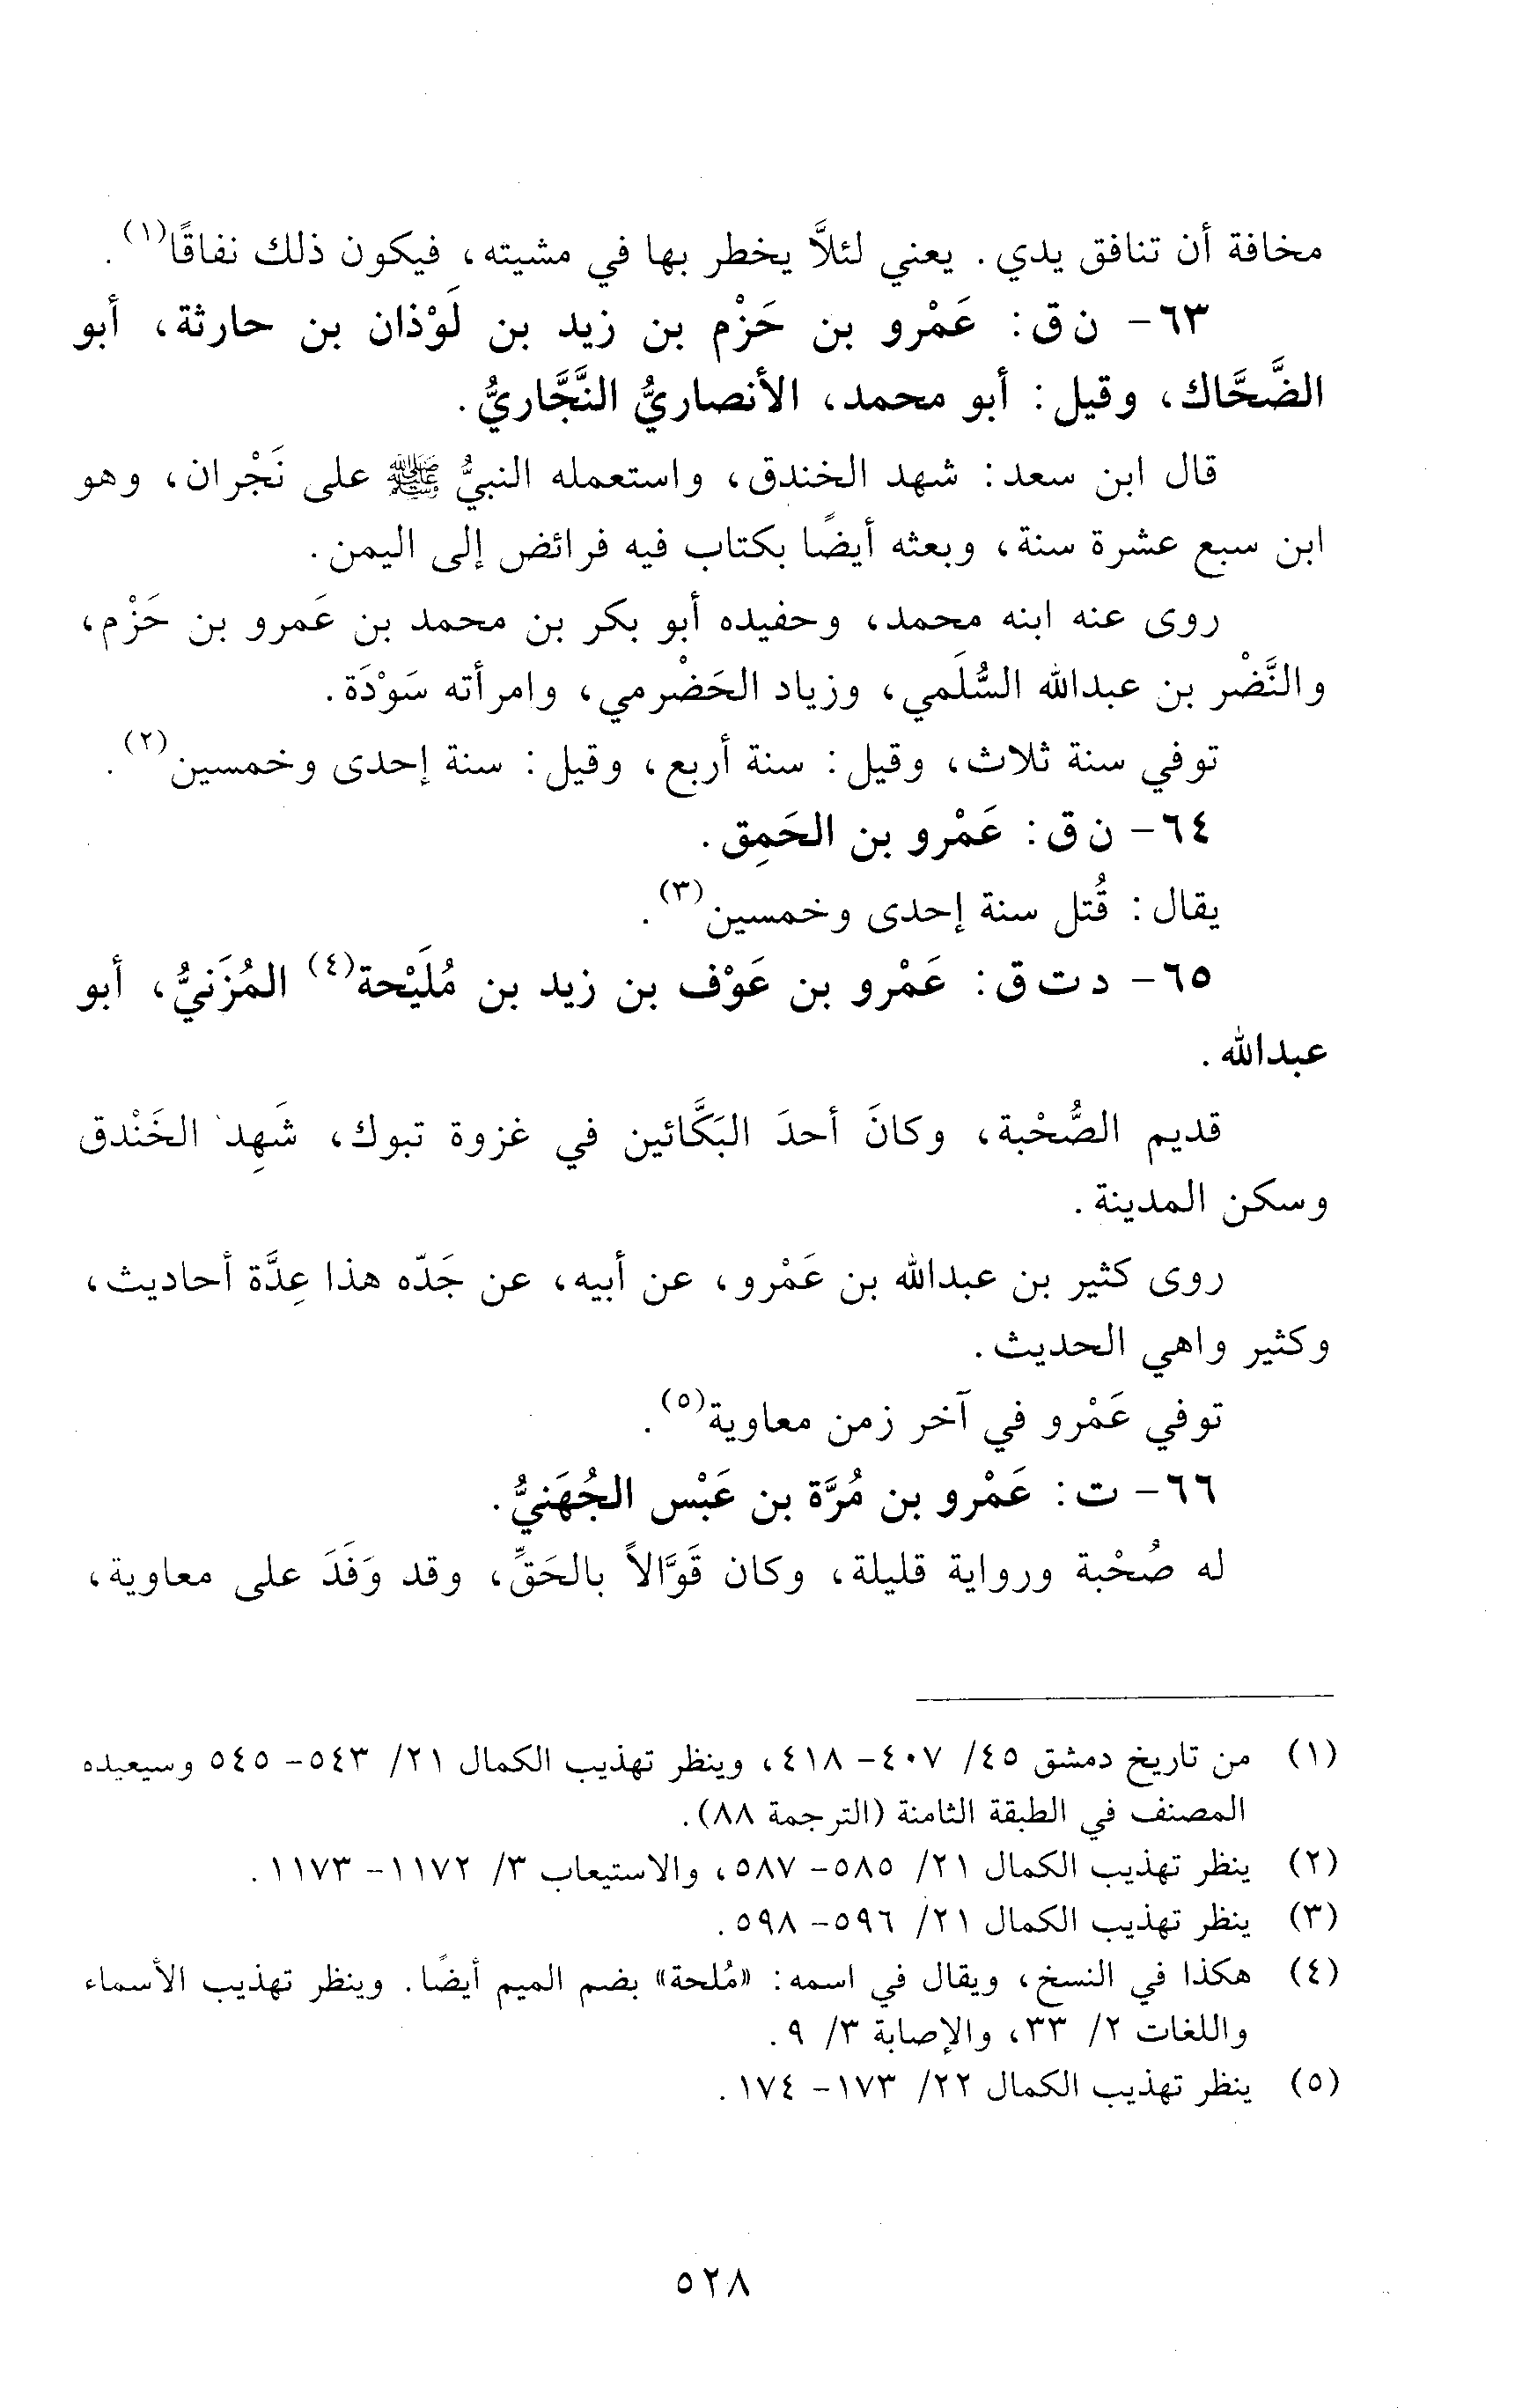 مخافة أن تنافق يدي. يعني لئلاَّ يخطر بها في مشيته، فيكون ذلك نفاقًا(١).
٦٣- ن ق: عَمْرو بن حَزْم بن زيد بن لَوْذان بن حارثة، أبو
الضَّحَّاك، وقيل: أبو محمد، الأنصاريُّ النَّجَّاريُّ.
قال ابن سعد: شهد الخندق، واستعمله النبيُّ ﷺ على نَجْران، وهو
ابن سبع عشرة سنة، وبعثه أيضًا بكتاب فيه فرائض إلى اليمن.
روى عنه ابنه محمد، وحفيده أبو بكر بن محمد بن عَمرو بن حَزْم،
والنَّضْر بن عبدالله السُّلَمي، وزياد الحَضْرمي، وامرأته سَوْدَة.
توفي سنة ثلاث، وقيل: سنة أربع، وقيل: سنة إحدى وخمسين(٢).
٦٤- ن ق: عَمْرو بن الحَمِق.
يقال: قُتل سنة إحدى وخمسين(٣).
٦٥- د ت ق: عَمْرو بن عَوْف بن زيد بن مُلَيْحة(٤) المُزَنيُّ، أبو
عبدالله.
قديم الصُّحْبة، وكانَ أحدَ البَكَّائين في غزوة تبوك، شَهِد الخَنْدق
وسكن المدينة.
روى كثير بن عبدالله بن عَمْرو، عن أبيه، عن جَدّه هذا عِدَّة أحاديث،
وكثير واهي الحديث.
توفي عَمْرو في آخر زمن معاوية(٥).
٦٦- ت: عَمْرو بن مُرَّة بن عَبْس الجُهَنيُّ.
له صُحْبة ورواية قليلة، وكان قَوَّالاً بالحَقِّ، وقد وَفَدَ على معاوية،
(١) من تاريخ دمشق ٤٥/ ٤٠٧- ٤١٨، وينظر تهذيب الكمال ٢١/ ٥٤٣- ٥٤٥ وسيعيده
المصنف في الطبقة الثامنة (الترجمة ٨٨).
(٢) ينظر تهذيب الكمال ٢١/ ٥٨٥- ٥٨٧، والاستيعاب ٣/ ١١٧٢- ١١٧٣.
(٣) ينظر تهذيب الكمال ٢١/ ٥٩٦- ٥٩٨.
(٤) هكذا في النسخ، ويقال في اسمه: «مُلحة» بضم الميم أيضًا. وينظر تهذيب الأسماء
واللغات ٢/ ٣٣، والإصابة ٣/ ٩.
(٥) ينظر تهذيب الكمال ٢٢/ ١٧٣- ١٧٤.
٥٢٨